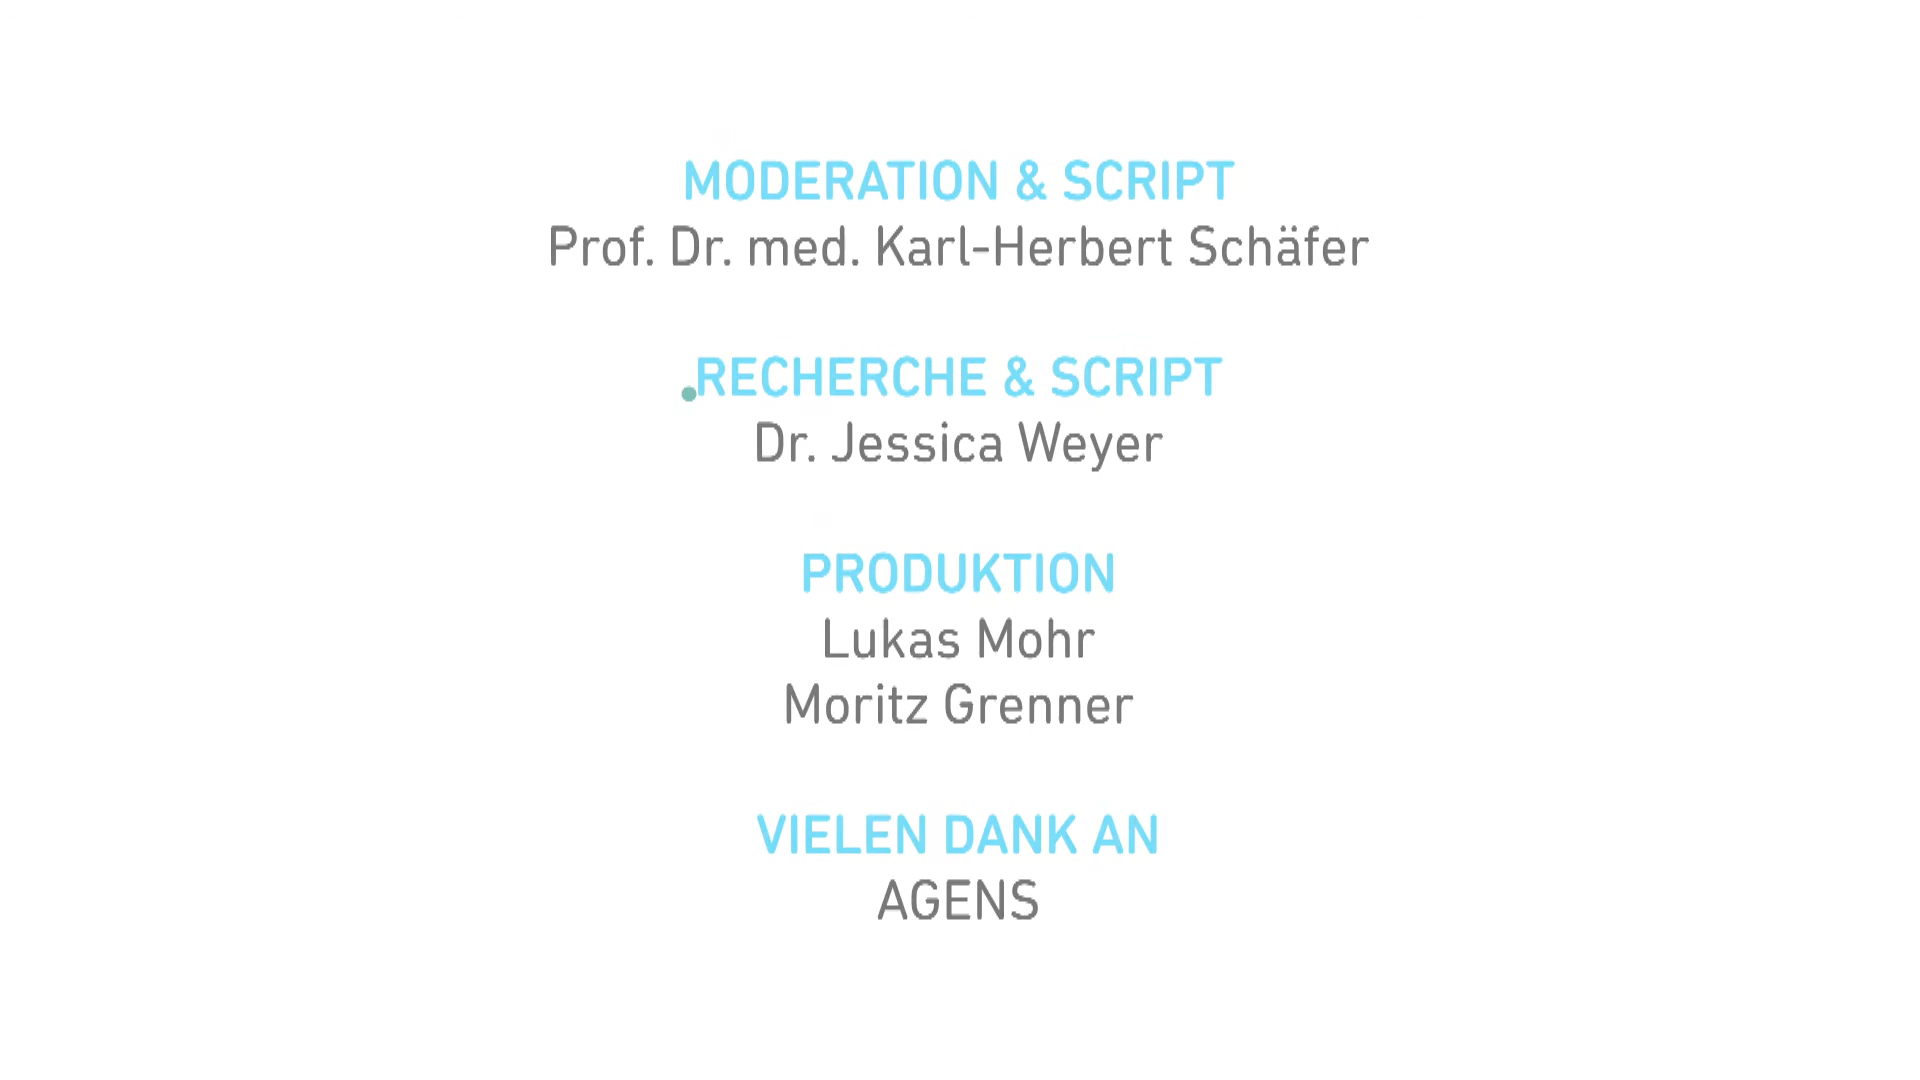 MODERATION & SCRIPT
Prof. Dr. med. Karl-Herbert Schäfer
RECHERCHE & SCRIPT
Dr. Jessica Weyer
PRODUKTION
Lukas Mohr
Moritz Grenner
VIELEN DANK AN
AGENS